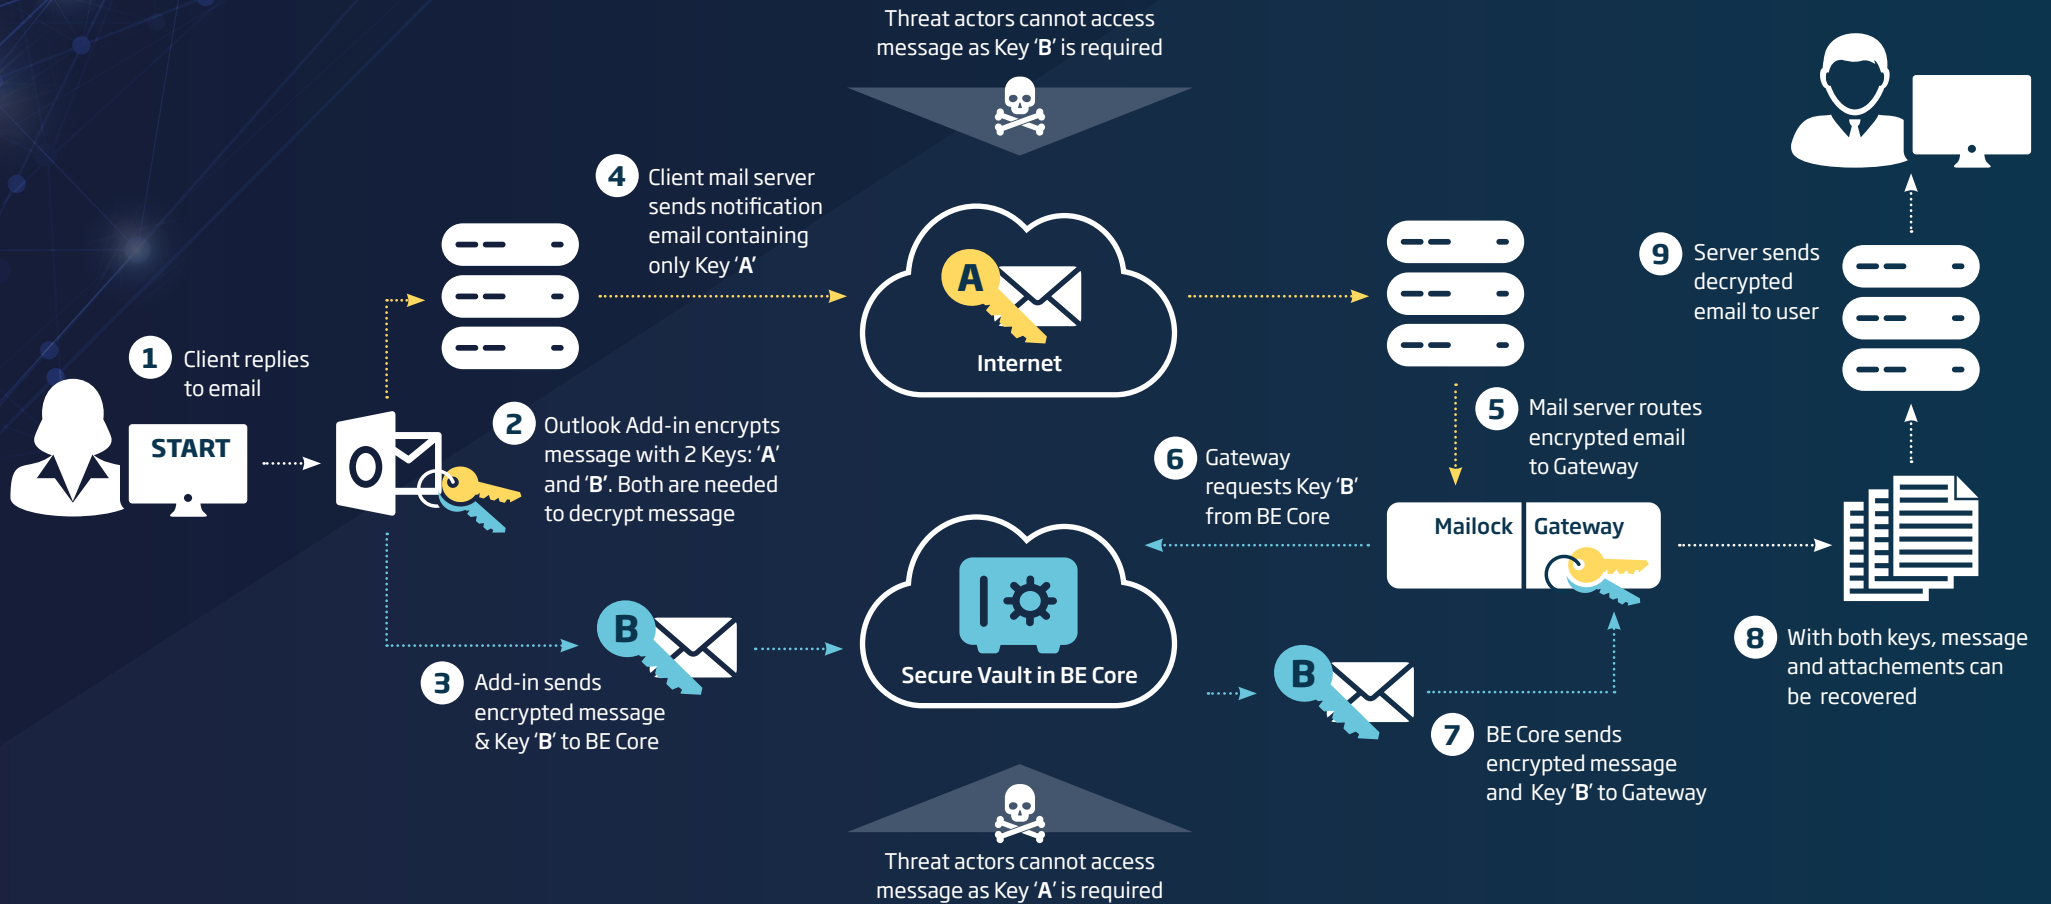 Threat actors cannot access
message as Key ‘B’ is required
4
Client mail server
sends notification
email containing
only Key ‘A’
A
Internet
9
Server sends
decrypted
email to user
1
Client replies
to email
START
2
Outlook Add-in encrypts
message with 2 Keys: ‘A’
and ‘B’. Both are needed
to decrypt message
5
Mail server routes
encrypted email
to Gateway
6
Gateway
requests Key ‘B’
from BE Core
Mailock
Gateway
3
Add-in sends
encrypted message
& Key ‘B’ to BE Core
B
Secure Vault in BE Core
B
7
BE Core sends
encrypted message
and Key ‘B’ to Gateway
8
With both keys, message
and attachements can
be recovered
Threat actors cannot access
message as Key ‘A’ is required